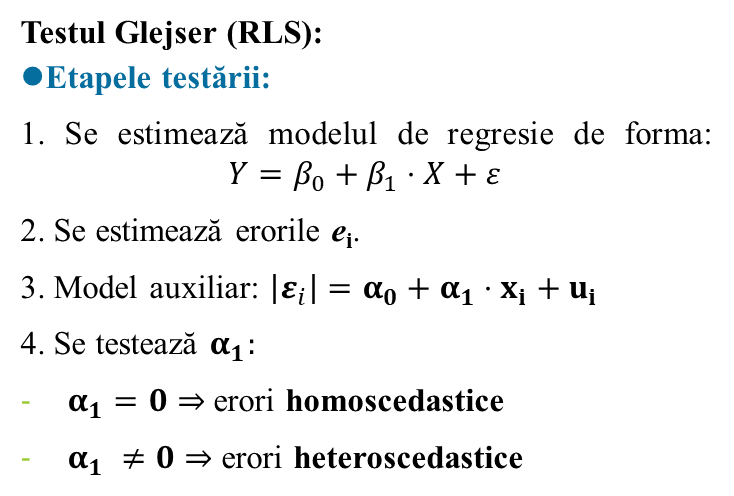 Testul Glejser (RLS):
●Etapele testării:
1. Se estimează modelul de regresie de forma:
Y = β₀ + β₁ · X + ε
2. Se estimează erorile eᵢ.
3. Model auxiliar: |εᵢ| = α₀ + α₁ · xᵢ + uᵢ
4. Se testează α₁:
- α₁ = 0 ⇒ erori homoscedastice
- α₁ ≠ 0 ⇒ erori heteroscedastice